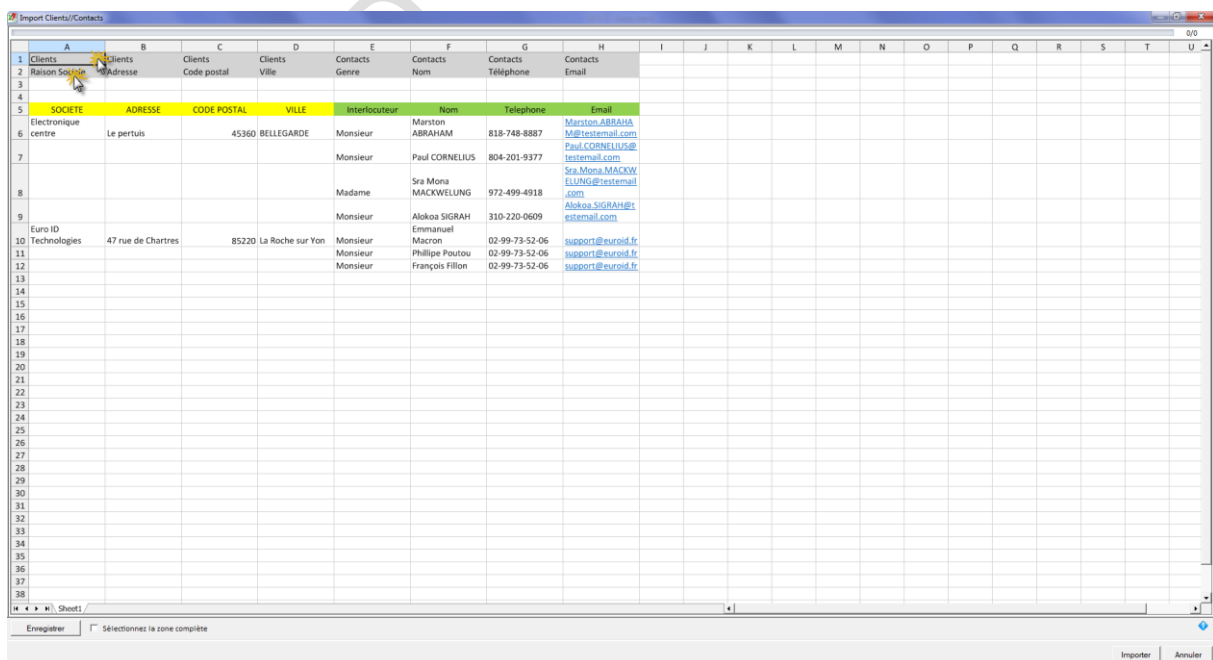 Import Clients//Contacts
0/0
A B C D E F G H I J K L M N O P Q R S T U
1 Clients Clients Clients Clients Contacts Contacts Contacts Contacts
2 Raison Sociale Adresse Code postal Ville Genre Nom Téléphone Email
3
4
5 SOCIETE ADRESSE CODE POSTAL VILLE Interlocuteur Nom Telephone Email
Electronique Marston Marston.ABRAHA
6 centre Le pertuis 45360 BELLEGARDE Monsieur ABRAHAM 818-748-8887 M@testemail.com
Paul.CORNELIUS@
7 Monsieur Paul CORNELIUS 804-201-9377 testemail.com
Sra.Mona.MACKW
Sra Mona ELUNG@testemail
8 Madame MACKWELUNG 972-499-4918 .com
Alokoa.SIGRAH@t
9 Monsieur Alokoa SIGRAH 310-220-0609 estemail.com
Euro ID Emmanuel
10 Technologies 47 rue de Chartres 85220 La Roche sur Yon Monsieur Macron 02-99-73-52-06 support@euroid.fr
11 Monsieur Phillipe Poutou 02-99-73-52-06 support@euroid.fr
12 Monsieur François Fillon 02-99-73-52-06 support@euroid.fr
13
14
15
16
17
18
19
20
21
22
23
24
25
26
27
28
29
30
31
32
33
34
35
36
37
38
Sheet1
Enregistrer Sélectionnez la zone complète
Importer Annuler